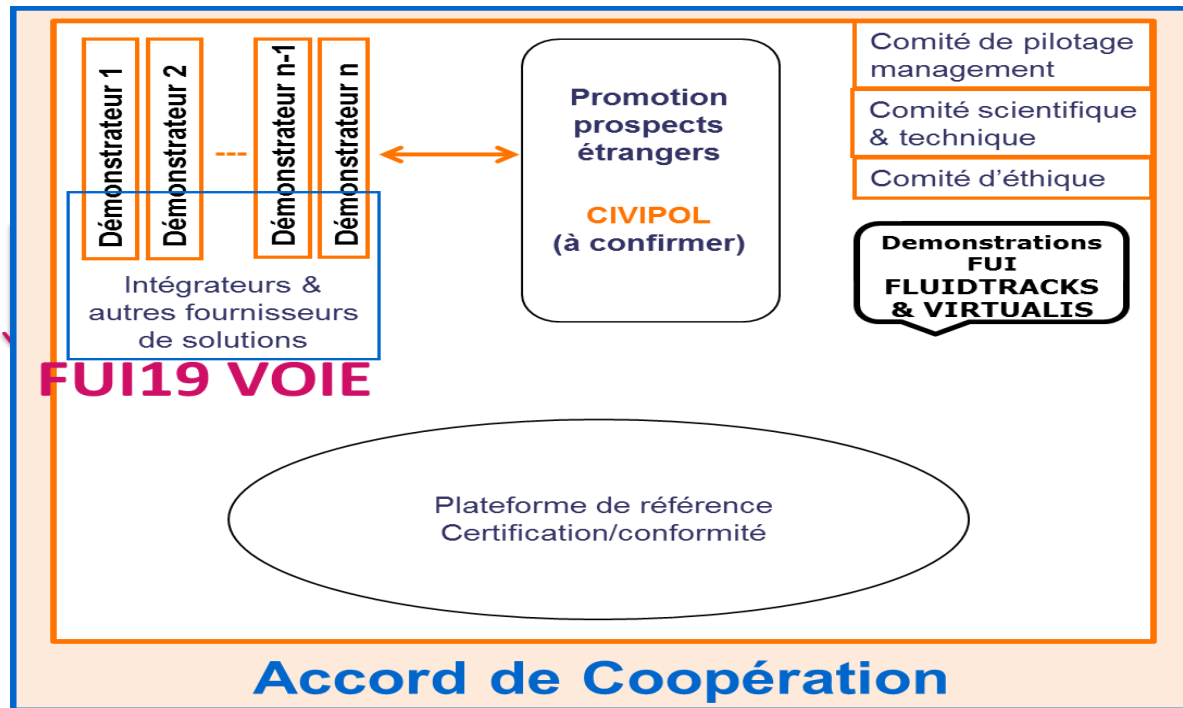 Démonstrateur 1
Démonstrateur 2
----
Démonstrateur n-1
Démonstrateur n
Intégrateurs &
autres fournisseurs
de solutions
FUI19 VOIE
Promotion
prospects
étrangers
CIVIPOL
(à confirmer)
Comité de pilotage
management
Comité scientifique
& technique
Comité d’éthique
Demonstrations
FUI
FLUIDTRACKS
& VIRTUALIS
Plateforme de référence
Certification/conformité
Accord de Coopération